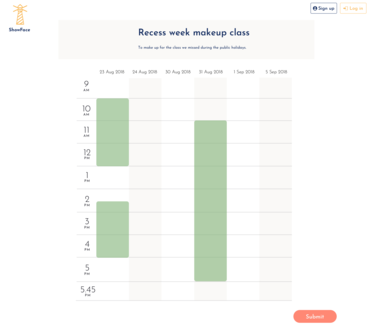 Sign up
Log in
ShowFace
Recess week makeup class
To make up for the class we missed during the public holidays.
23 Aug 2018 24 Aug 2018 30 Aug 2018 31 Aug 2018 1 Sep 2018 5 Sep 2018
9
AM
10
AM
11
AM
12
PM
1
PM
2
PM
3
PM
4
PM
5
PM
5.45
PM
Submit